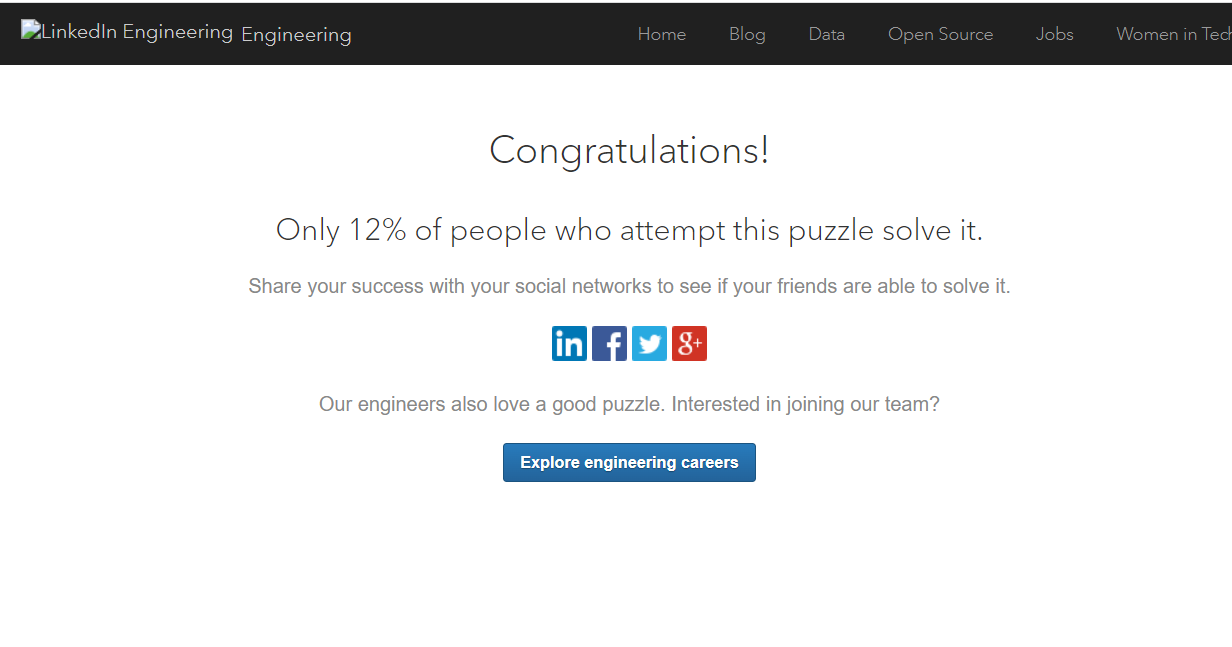 LinkedIn Engineering Engineering Home Blog Data Open Source Jobs Women in Tech
Congratulations!
Only 12% of people who attempt this puzzle solve it.
Share your success with your social networks to see if your friends are able to solve it.
in f g+
Our engineers also love a good puzzle. Interested in joining our team?
Explore engineering careers